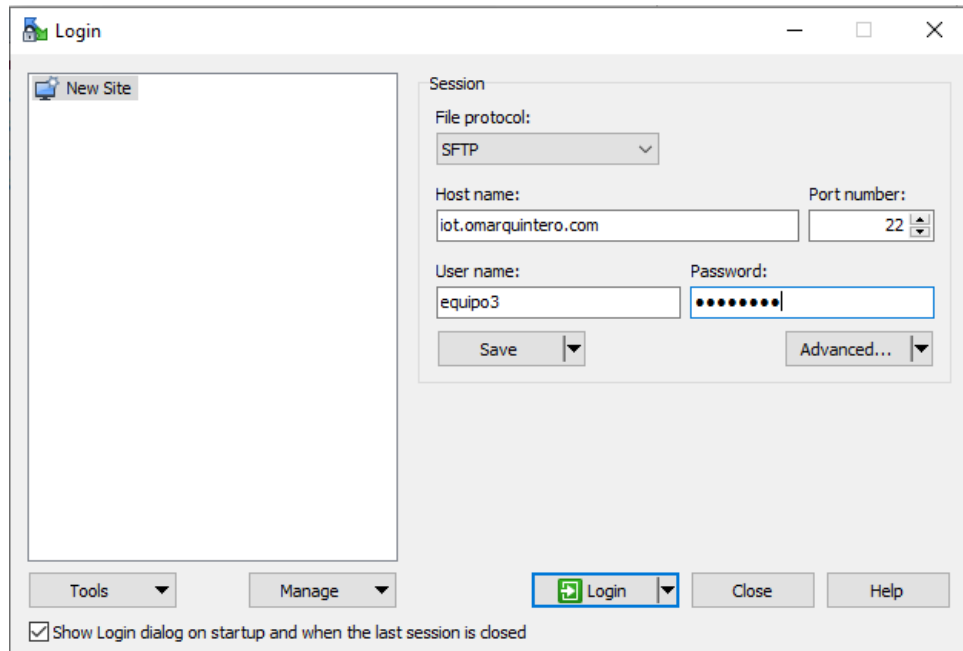 Login
New Site
Session
File protocol:
SFTP
Host name: Port number:
iot.omarquintero.com 22
User name: Password:
equipo3 ••••••••
Save Advanced...
Tools Manage Login Close Help
Show Login dialog on startup and when the last session is closed